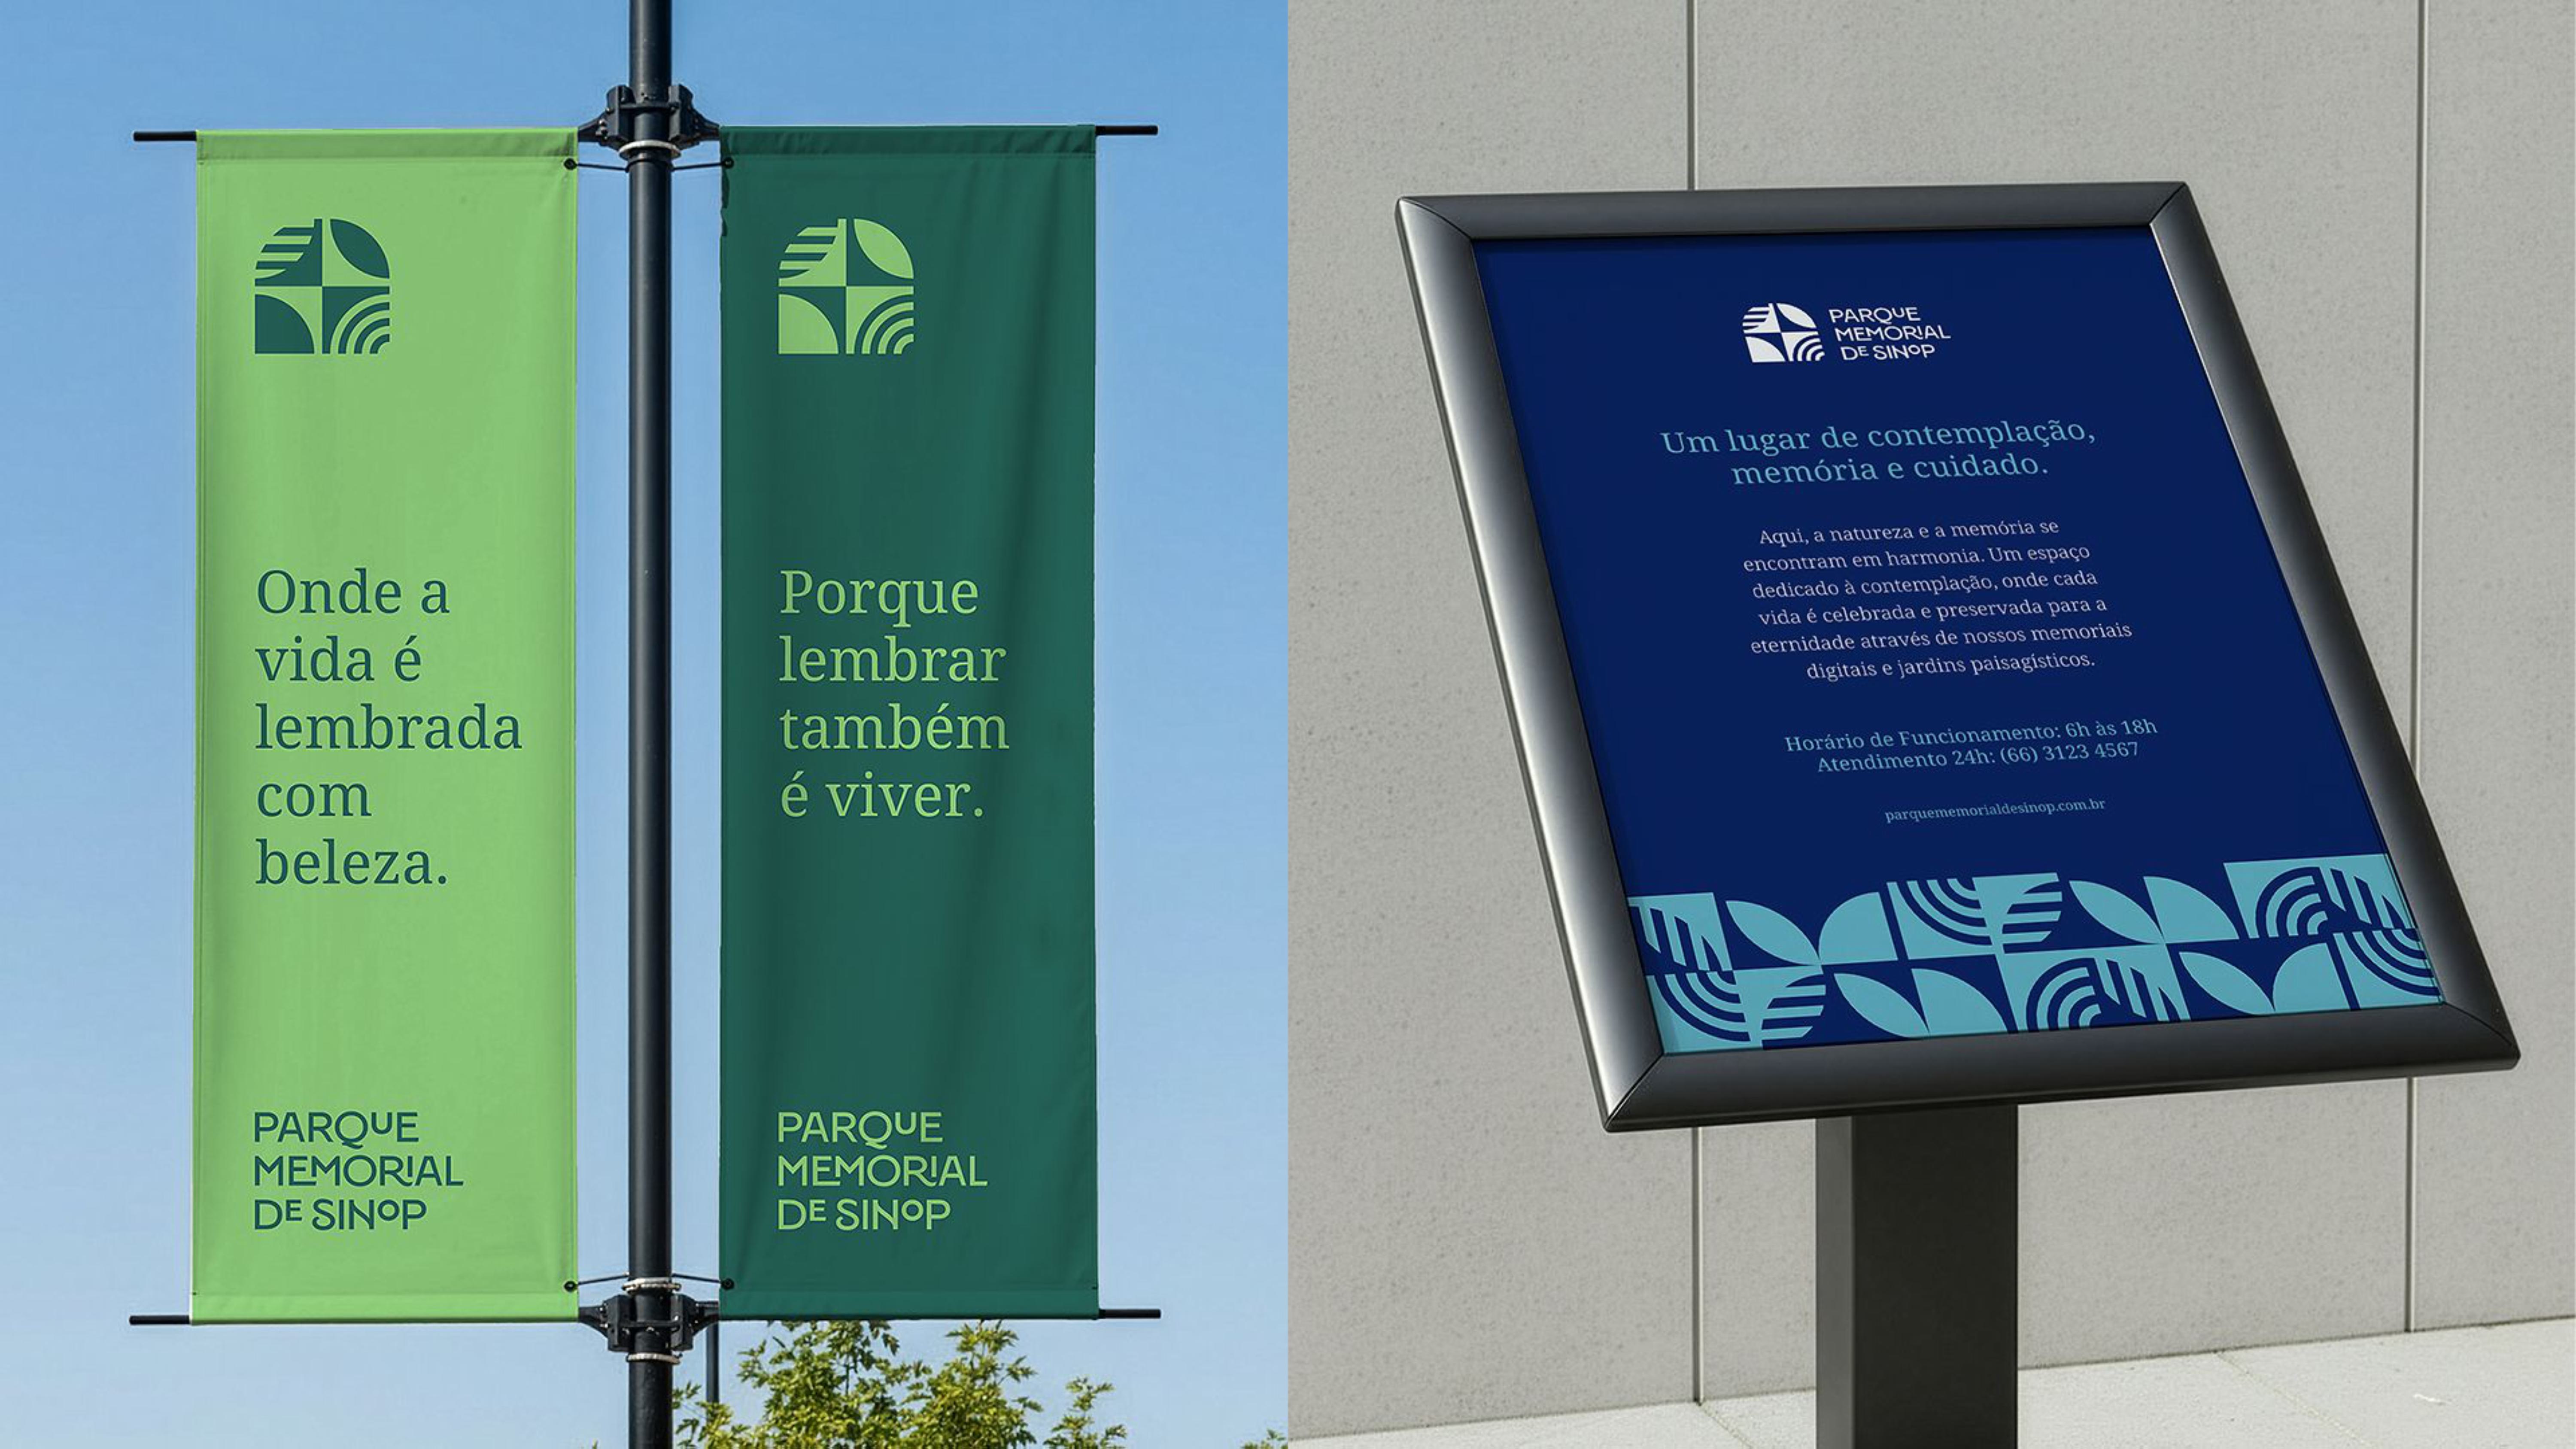 Onde a
vida é
lembrada
com
beleza.
PARQUE
MEMORIAL
DE SINOP
Porque
lembrar
também
é viver.
PARQUE
MEMORIAL
DE SINOP
PARQUE
MEMORIAL
DE SINOP
Um lugar de contemplação,
memória e cuidado.
Aqui, a natureza e a memória se
encontram em harmonia. Um espaço
dedicado à contemplação, onde cada
vida é celebrada e preservada para a
eternidade através de nossos memoriais
digitais e jardins paisagísticos.
Horário de Funcionamento: 6h às 18h
Atendimento 24h: (66) 3123 4567
parquememorialdesinop.com.br